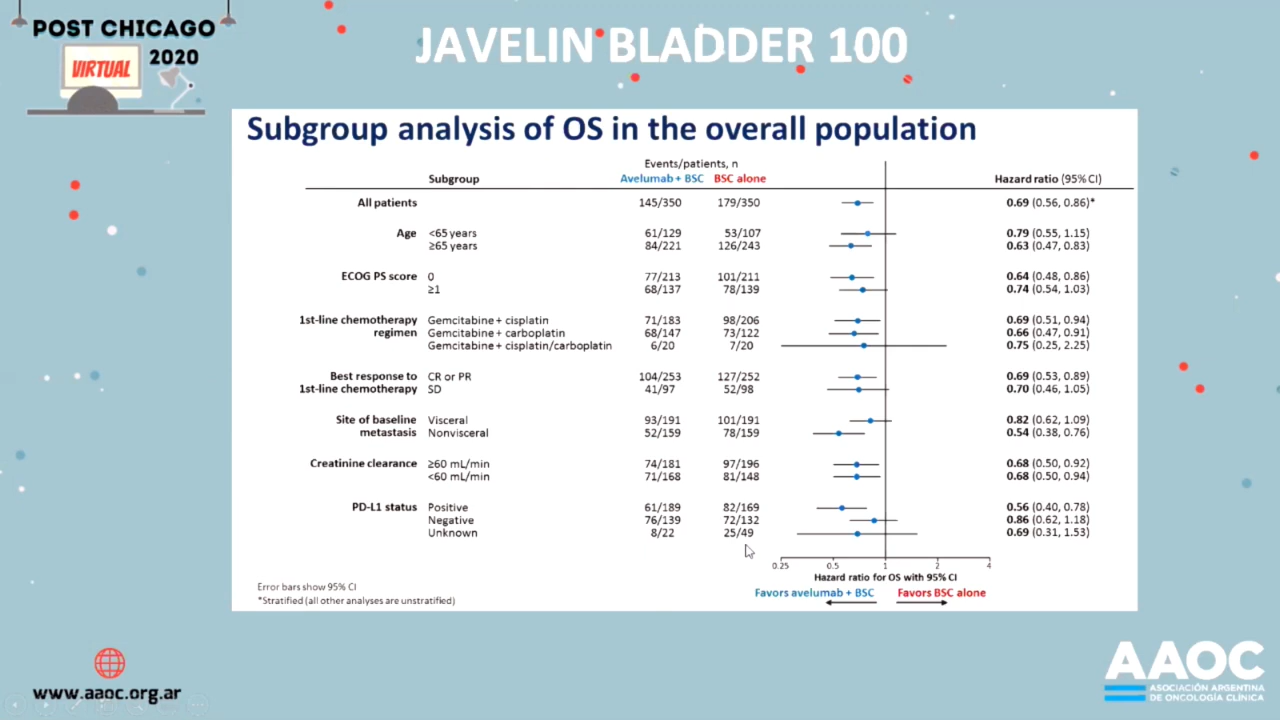 POST CHICAGO
2020
VIRTUAL
JAVELIN BLADDER 100
Subgroup analysis of OS in the overall population
Events/patients, n
Subgroup Avelumab + BSC BSC alone Hazard ratio (95% CI)
All patients 145/350 179/350 0.69 (0.56, 0.86)*
Age <65 years 61/129 53/107 0.79 (0.55, 1.15)
≥65 years 84/221 126/243 0.63 (0.47, 0.83)
ECOG PS score 0 77/213 101/211 0.64 (0.48, 0.86)
≥1 68/137 78/139 0.74 (0.54, 1.03)
1st-line chemotherapy Gemcitabine + cisplatin 71/183 98/206 0.69 (0.51, 0.94)
regimen Gemcitabine + carboplatin 68/147 73/122 0.66 (0.47, 0.91)
Gemcitabine + cisplatin/carboplatin 6/20 7/20 0.75 (0.25, 2.25)
Best response to CR or PR 104/253 127/252 0.69 (0.53, 0.89)
1st-line chemotherapy SD 41/97 52/98 0.70 (0.46, 1.05)
Site of baseline Visceral 93/191 101/191 0.82 (0.62, 1.09)
metastasis Nonvisceral 52/159 78/159 0.54 (0.38, 0.76)
Creatinine clearance ≥60 mL/min 74/181 97/196 0.68 (0.50, 0.92)
<60 mL/min 71/168 81/148 0.68 (0.50, 0.94)
PD-L1 status Positive 61/189 82/169 0.56 (0.40, 0.78)
Negative 76/139 72/132 0.86 (0.62, 1.18)
Unknown 8/22 25/49 0.69 (0.31, 1.53)
0.25 0.5 1 2 4
Hazard ratio for OS with 95% CI
Favors avelumab + BSC Favors BSC alone
Error bars show 95% CI
*Stratified (all other analyses are unstratified)
www.aaoc.org.ar
AAOC
ASOCIACIÓN ARGENTINA
DE ONCOLOGÍA CLÍNICA